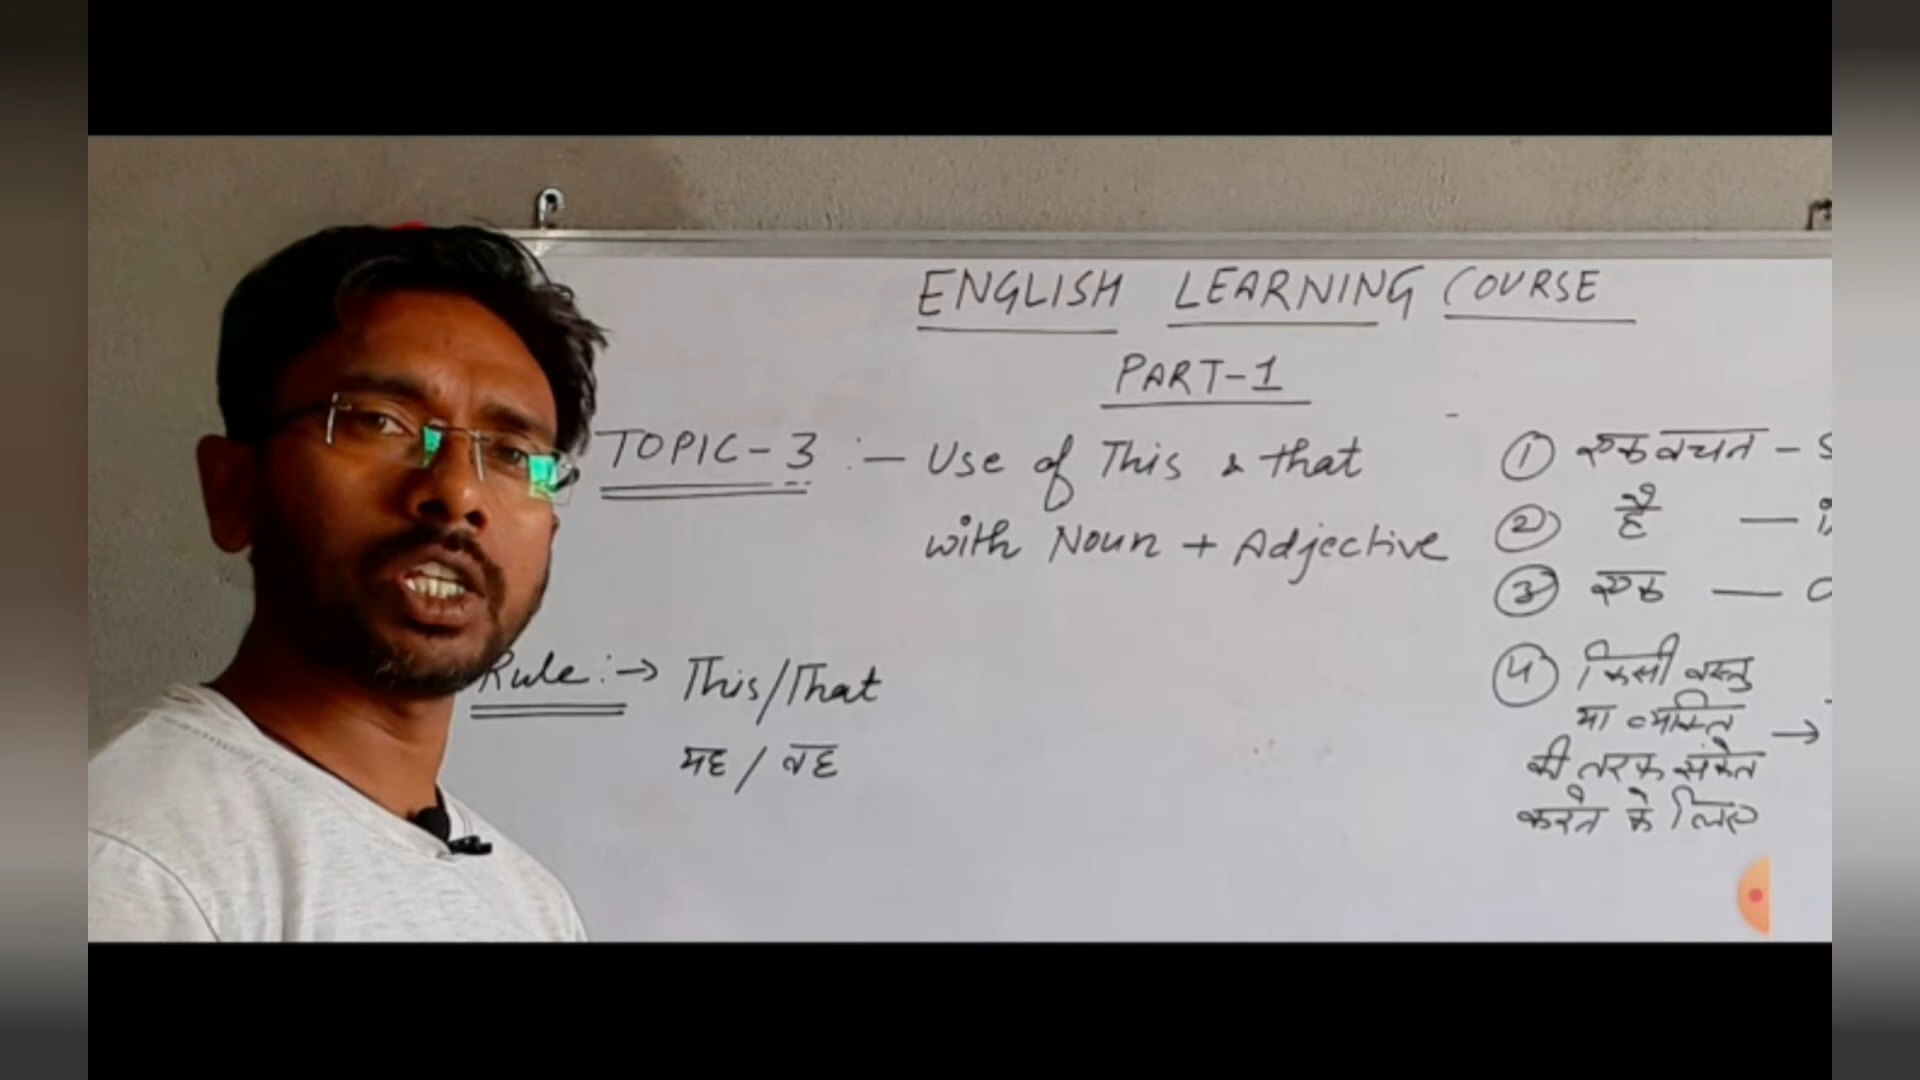 ENGLISH LEARNING COURSE
PART-1
TOPIC-3 :- Use of This & that
with Noun + Adjective
Rule :→ This/That
यह / वह
① एकवचन - S
② है — is
③ एक —
④ किसी वस्तु
या व्यक्ति →
की तरफ संकेत
करने के लिए